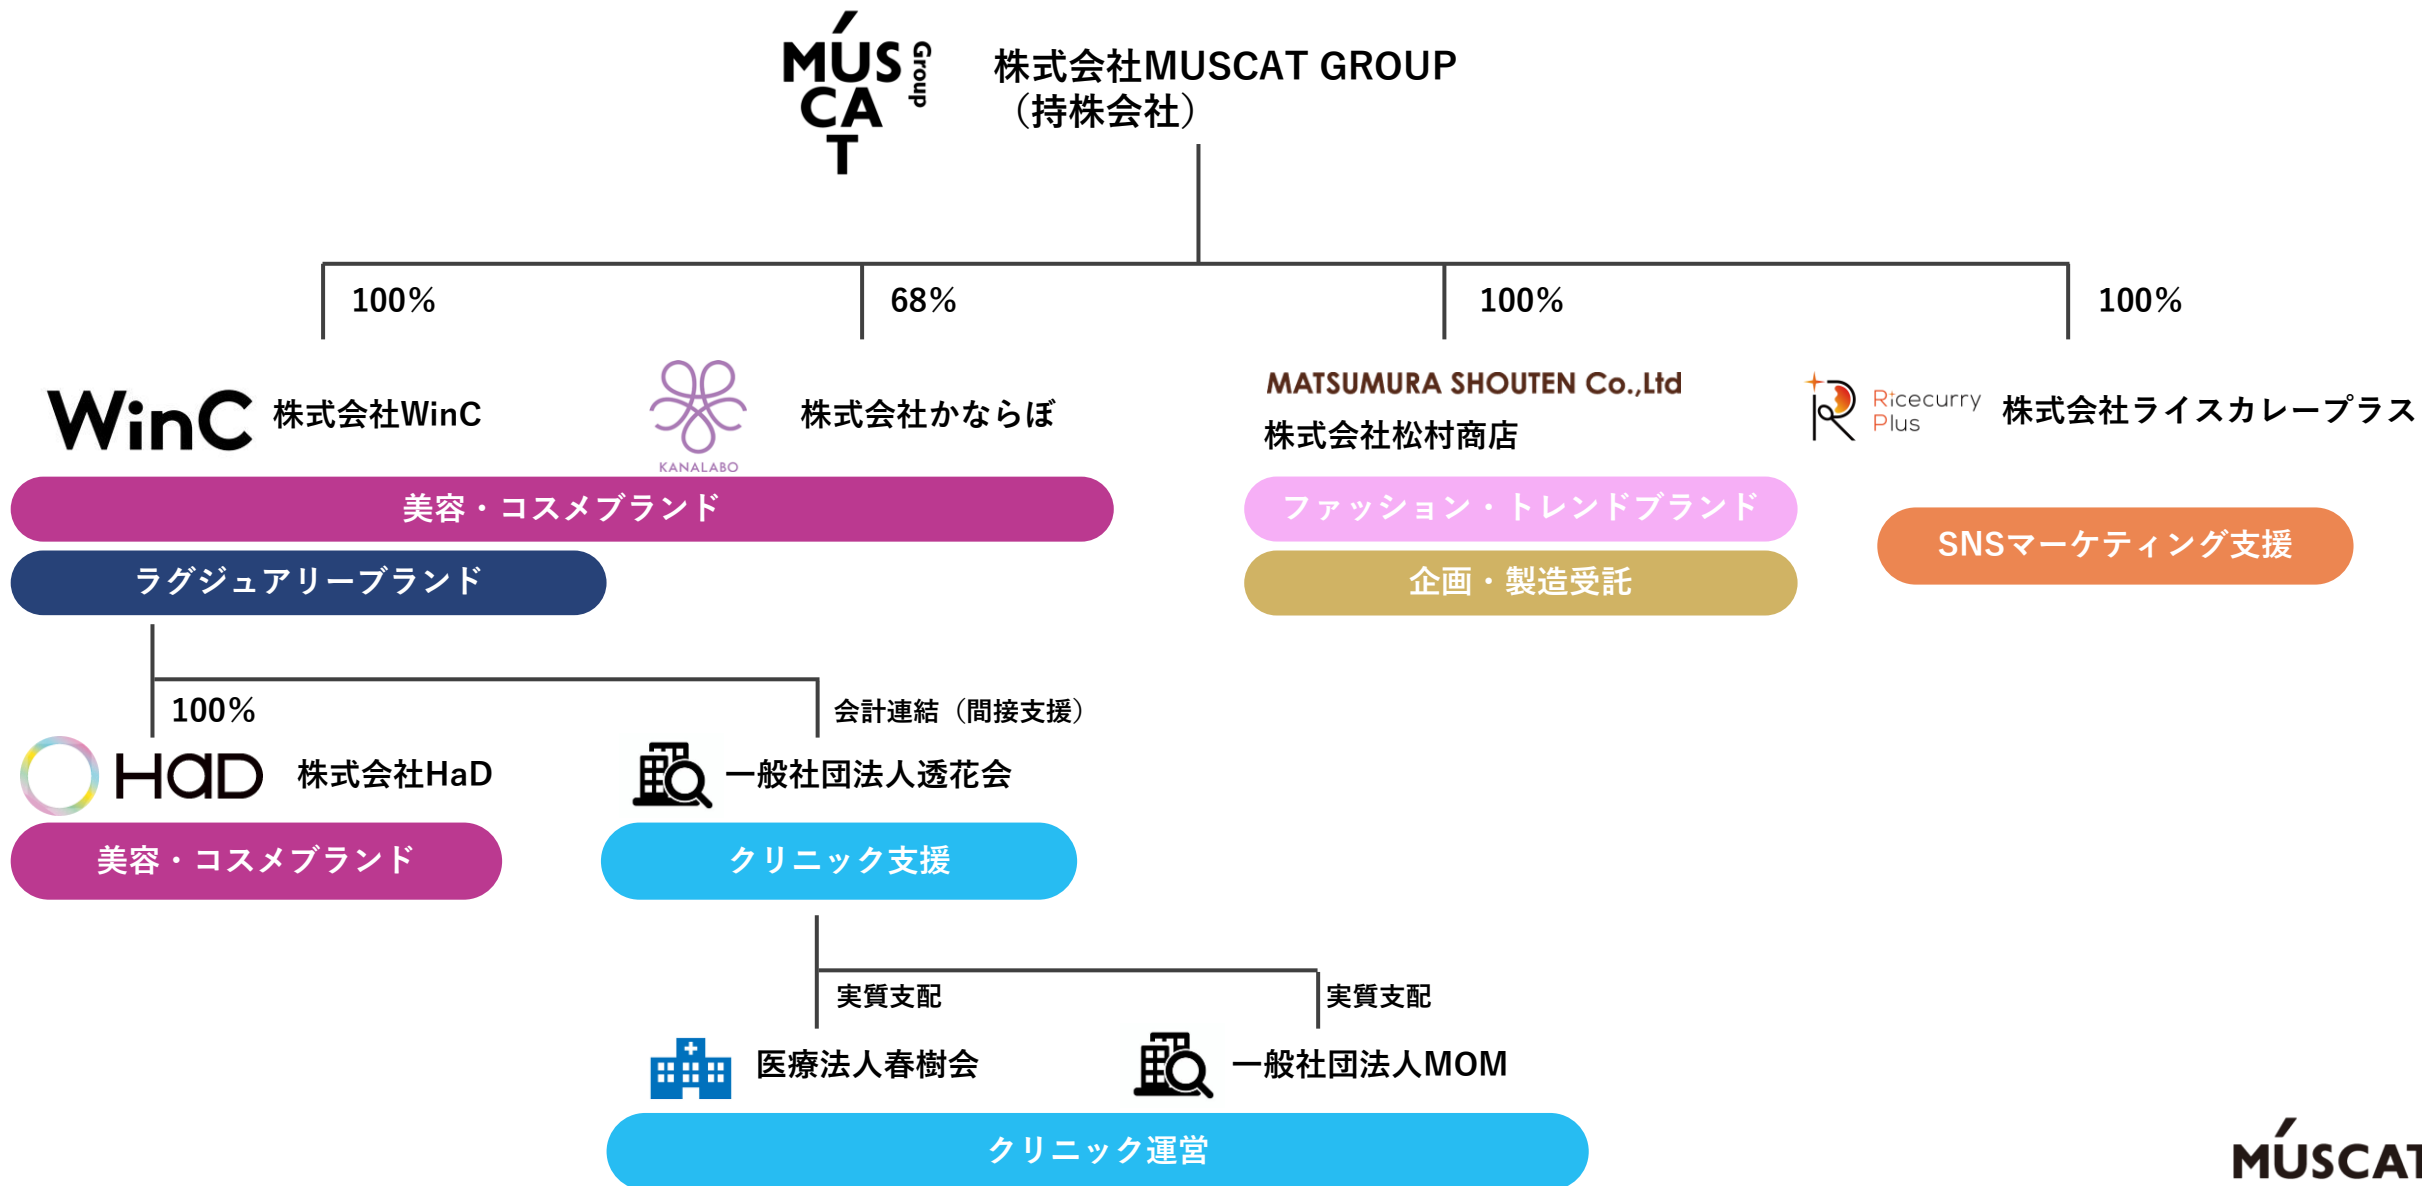 MÚS
CA
T
Group
株式会社MUSCAT GROUP
（持株会社）
100%
68%
100%
100%
WinC
株式会社WinC
KANALABO
株式会社かならぼ
MATSUMURA SHOUTEN Co.,Ltd
株式会社松村商店
Ricecurry
Plus
株式会社ライスカレープラス
美容・コスメブランド
ファッション・トレンドブランド
SNSマーケティング支援
ラグジュアリーブランド
企画・製造受託
100%
会計連結（間接支援）
HaD
株式会社HaD
一般社団法人透花会
美容・コスメブランド
クリニック支援
実質支配
実質支配
医療法人春樹会
一般社団法人MOM
クリニック運営
MÚSCAT